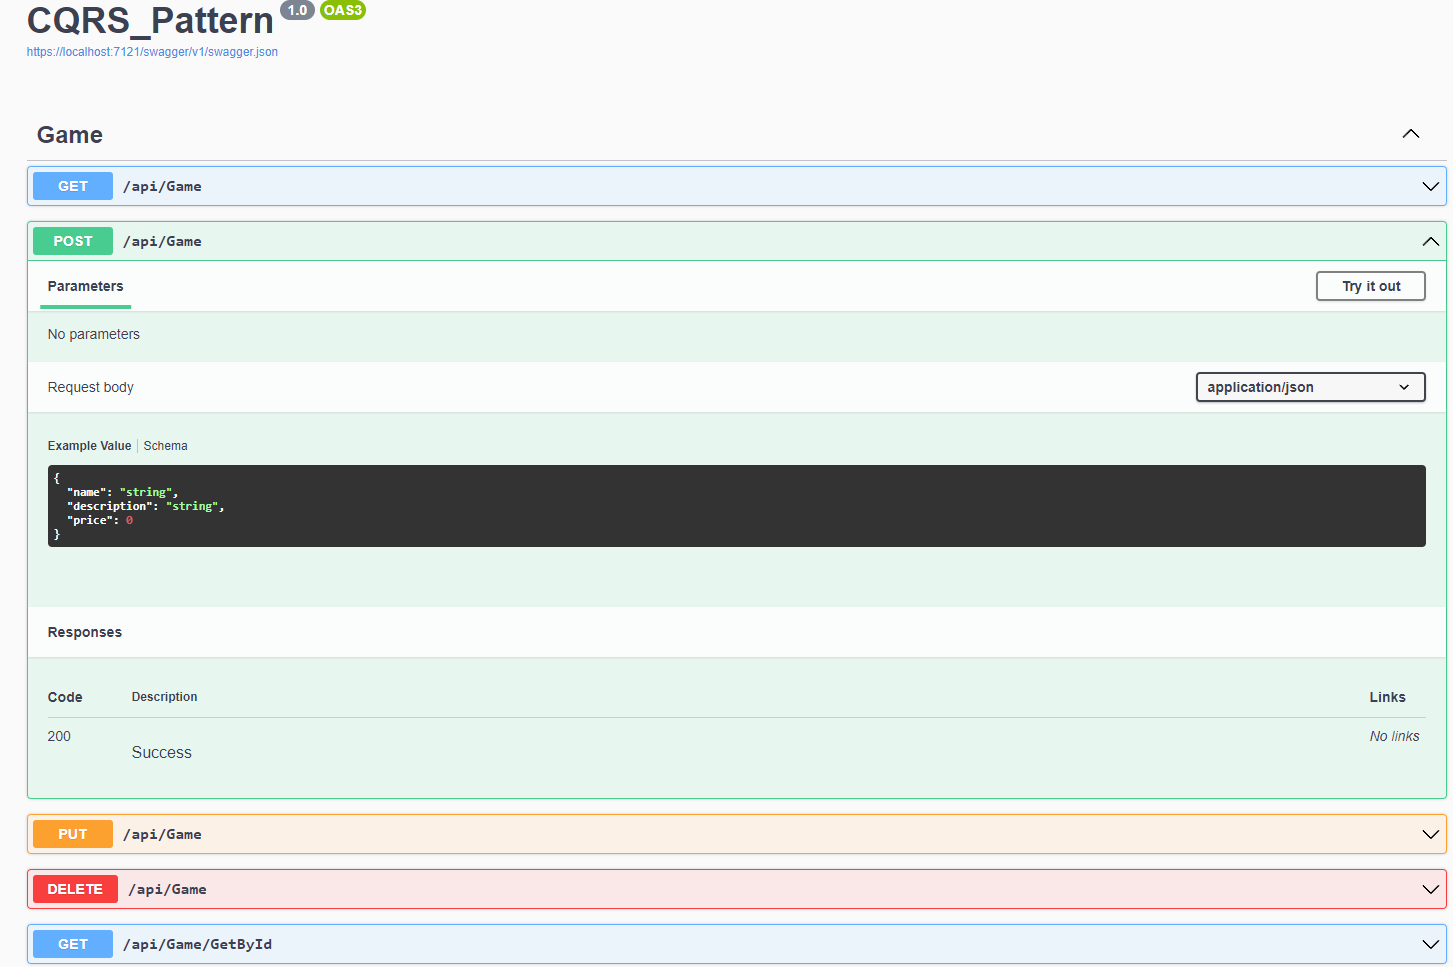 CQRS_Pattern 1.0 OAS3
https://localhost:7121/swagger/v1/swagger.json
Game
GET /api/Game
POST /api/Game
Parameters Try it out
No parameters
Request body application/json
Example Value Schema
{
"name": "string",
"description": "string",
"price": 0
}
Responses
Code Description Links
200 Success No links
PUT /api/Game
DELETE /api/Game
GET /api/Game/GetById